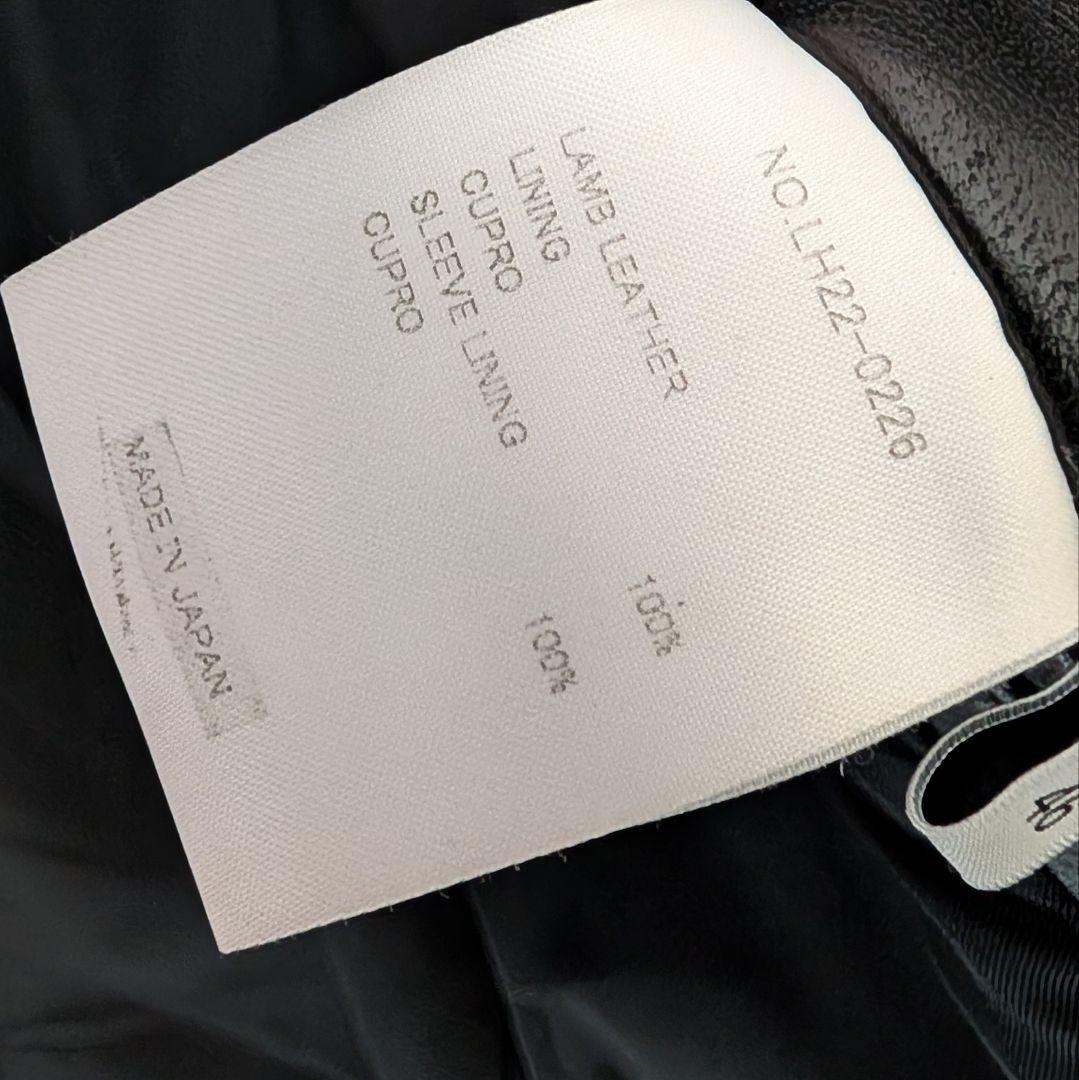 NO.LH22-0226
LAMB LEATHER
LINING
CUPRO 100%
SLEEVE LINING
CUPRO 100%
MADE IN JAPAN
46